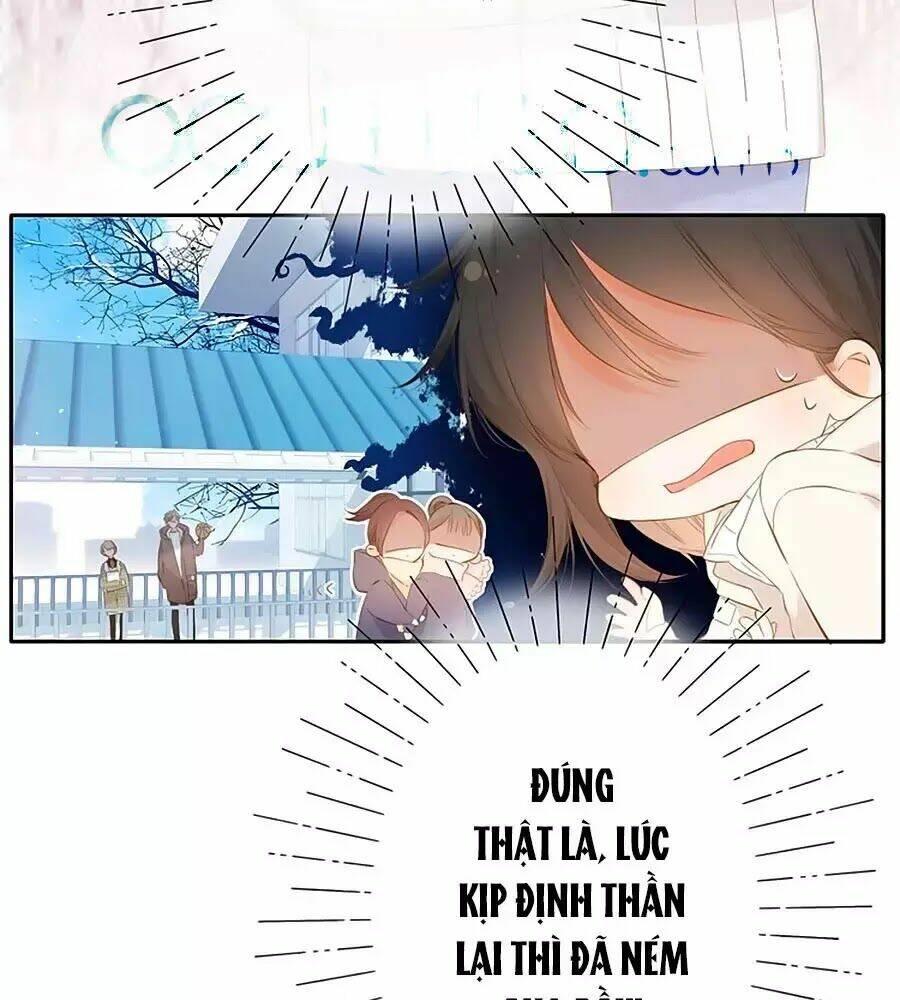 ĐÚNG
THẬT LÀ, LÚC
KỊP ĐỊNH THẦN
LẠI THÌ ĐÃ NÉM